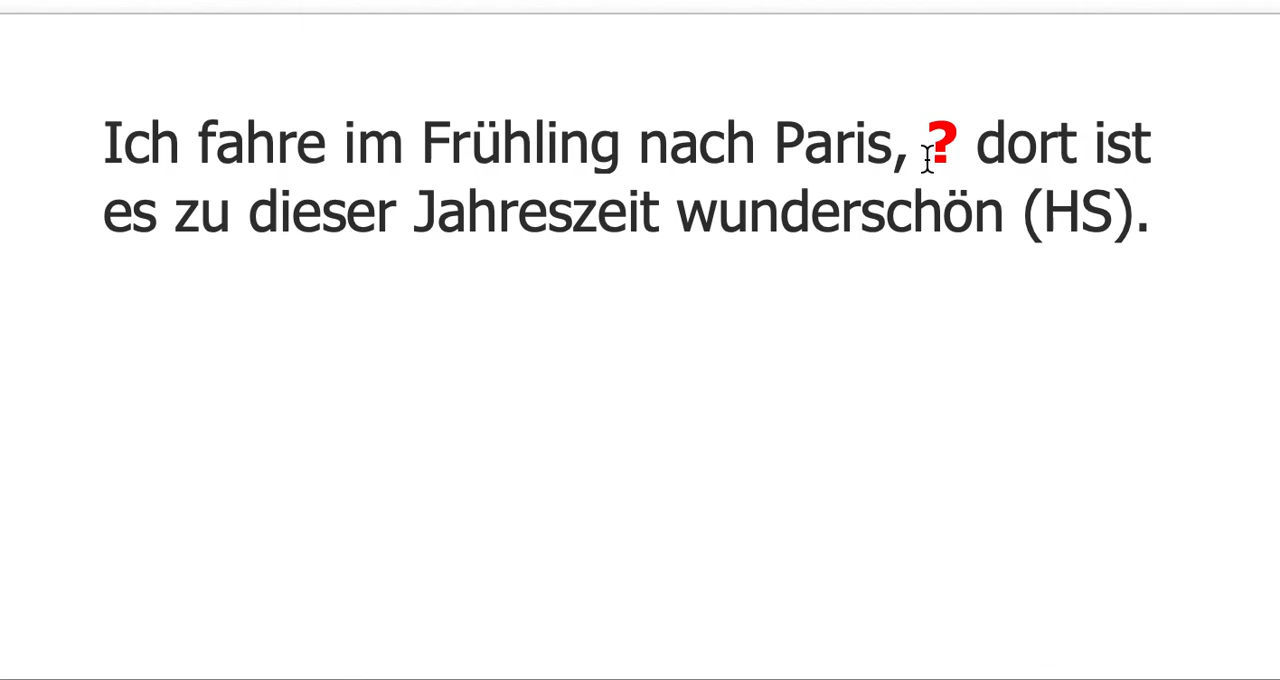 Ich fahre im Frühling nach Paris, ? dort ist
es zu dieser Jahreszeit wunderschön (HS).